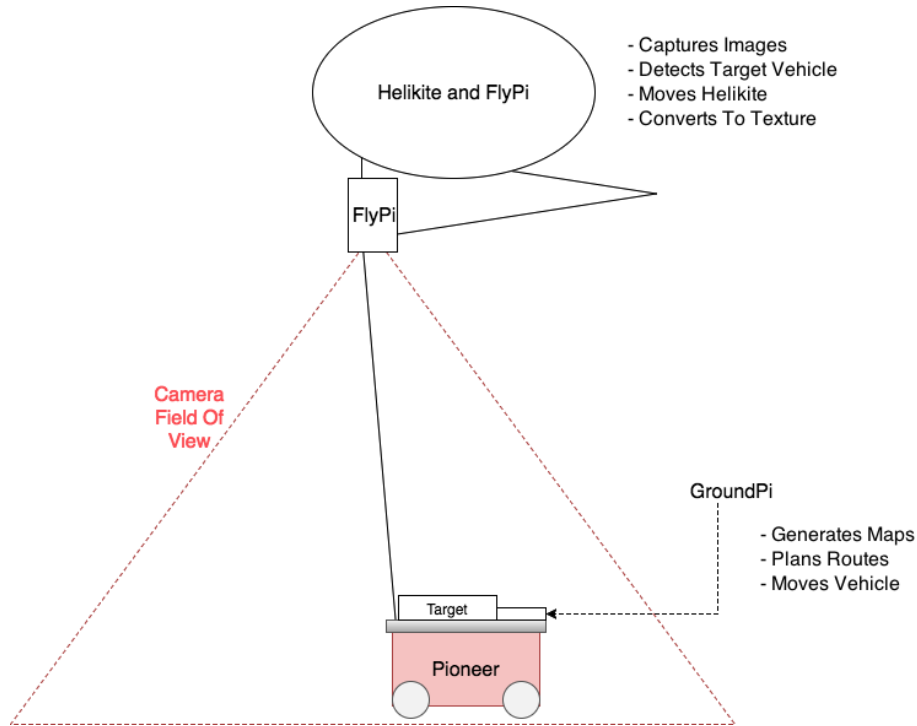 Helikite and FlyPi
- Captures Images
- Detects Target Vehicle
- Moves Helikite
- Converts To Texture
FlyPi
Camera
Field Of
View
GroundPi
- Generates Maps
- Plans Routes
- Moves Vehicle
Target
Pioneer